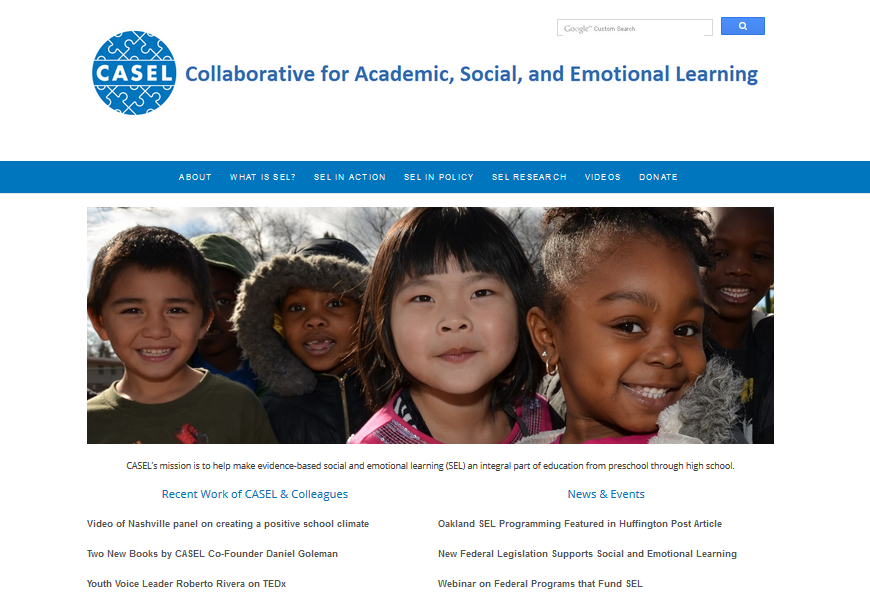 Google™ Custom Search
CASEL
Collaborative for Academic, Social, and Emotional Learning
ABOUT WHAT IS SEL? SEL IN ACTION SEL IN POLICY SEL RESEARCH VIDEOS DONATE
CASEL's mission is to help make evidence-based social and emotional learning (SEL) an integral part of education from preschool through high school.
Recent Work of CASEL & Colleagues
Video of Nashville panel on creating a positive school climate
Two New Books by CASEL Co-Founder Daniel Goleman
Youth Voice Leader Roberto Rivera on TEDx
News & Events
Oakland SEL Programming Featured in Huffington Post Article
New Federal Legislation Supports Social and Emotional Learning
Webinar on Federal Programs that Fund SEL